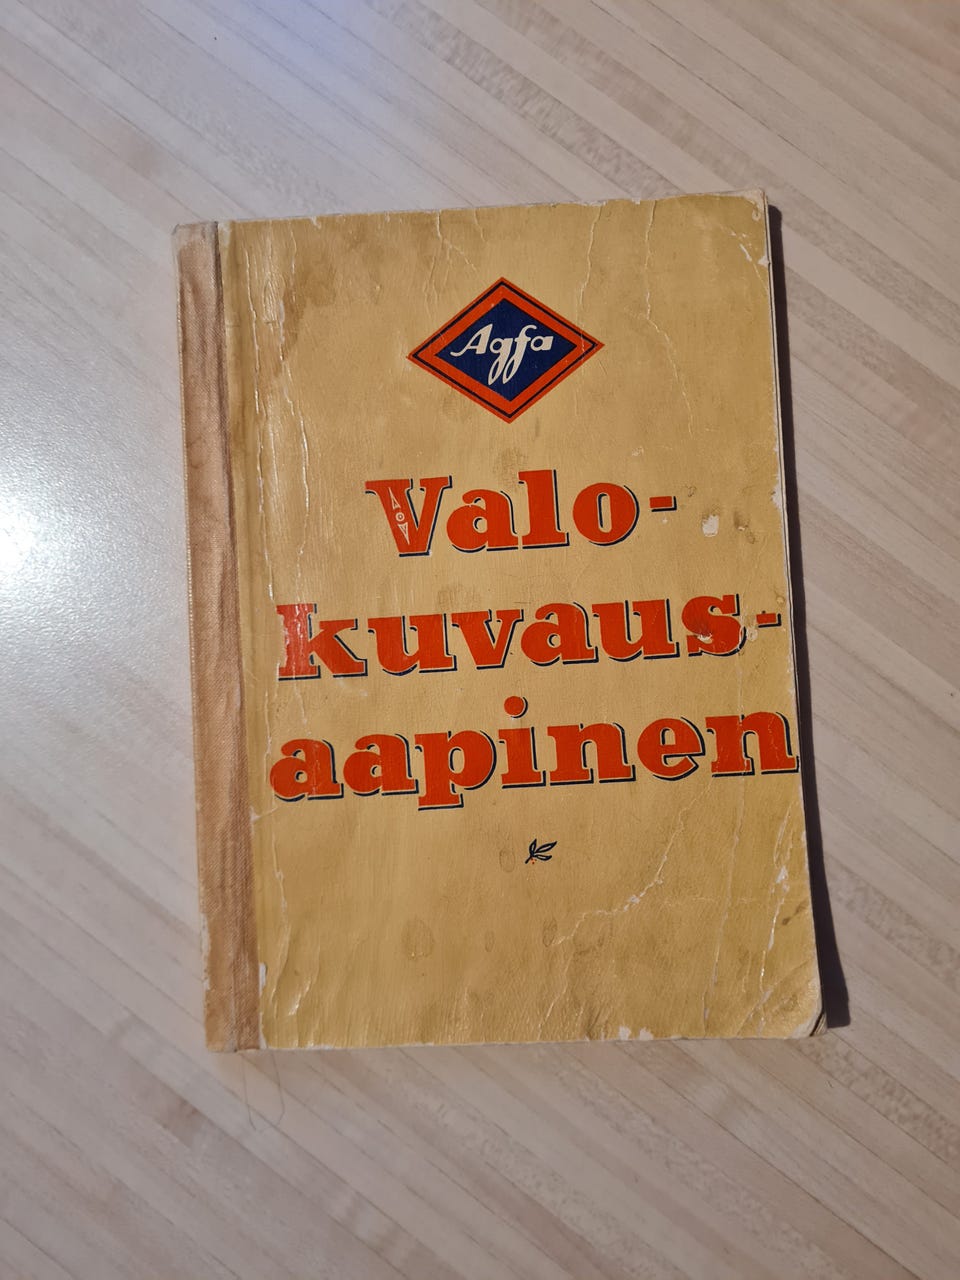 Agfa
Valo-
kuvaus-
aapinen